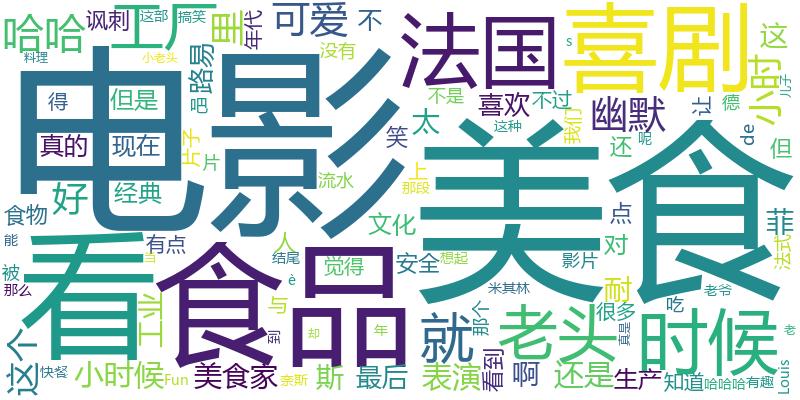 哈哈
工厂
讽刺
这部
搞笑
里
年代
可爱
不
法国
喜剧
这
小时
料理
小老头
路易
巴
没有
s
儿子
电影
得
但是
真的
现在
片子
片
笑
太
不是
喜欢
不过
这种
幽默
我们
还
呢
让
德
de
但
美食
好
经典
流水
上
那段
文化
点
对
菲
食物
能
有点
人
结尾
è
觉得
安全
想起
影片
耐
法式
被
那么
看
当
工业
食品
与
到
却
年
米其林
那个
吃
老爷
很多
真是
老
就
老头
时候
这个
快餐
小时候
Fun
美食家
亲斯
斯
最后
表演
看到
啊
还是
生产
知道
哈哈哈
有趣
Louis